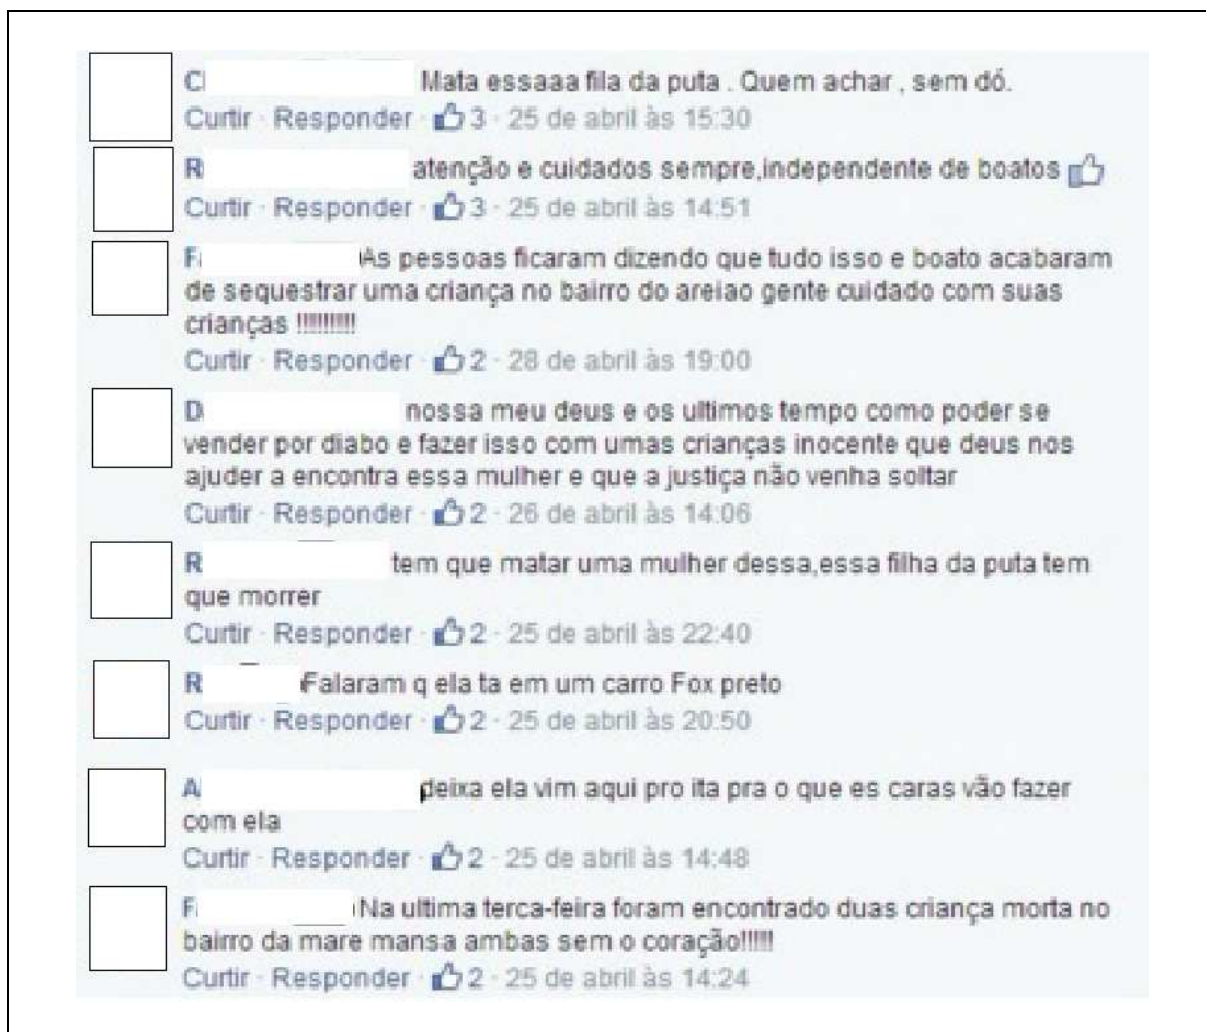 C Mata essaaa fila da puta . Quem achar , sem dó.
Curtir · Responder · 3 · 25 de abril às 15:30
R atenção e cuidados sempre,independente de boatos
Curtir · Responder · 3 · 25 de abril às 14:51
F As pessoas ficaram dizendo que tudo isso e boato acabaram
de sequestrar uma criança no bairro do areiao gente cuidado com suas
crianças !!!!!!!!!!
Curtir · Responder · 2 · 28 de abril às 19:00
D nossa meu deus e os ultimos tempo como poder se
vender por diabo e fazer isso com umas crianças inocente que deus nos
ajuder a encontra essa mulher e que a justiça não venha soltar
Curtir · Responder · 2 · 26 de abril às 14:06
R tem que matar uma mulher dessa,essa filha da puta tem
que morrer
Curtir · Responder · 2 · 25 de abril às 22:40
R Falaram q ela ta em um carro Fox preto
Curtir · Responder · 2 · 25 de abril às 20:50
A deixa ela vim aqui pro ita pra o que es caras vão fazer
com ela
Curtir · Responder · 2 · 25 de abril às 14:48
F Na ultima terca-feira foram encontrado duas criança morta no
bairro da mare mansa ambas sem o coração!!!!!
Curtir · Responder · 2 · 25 de abril às 14:24